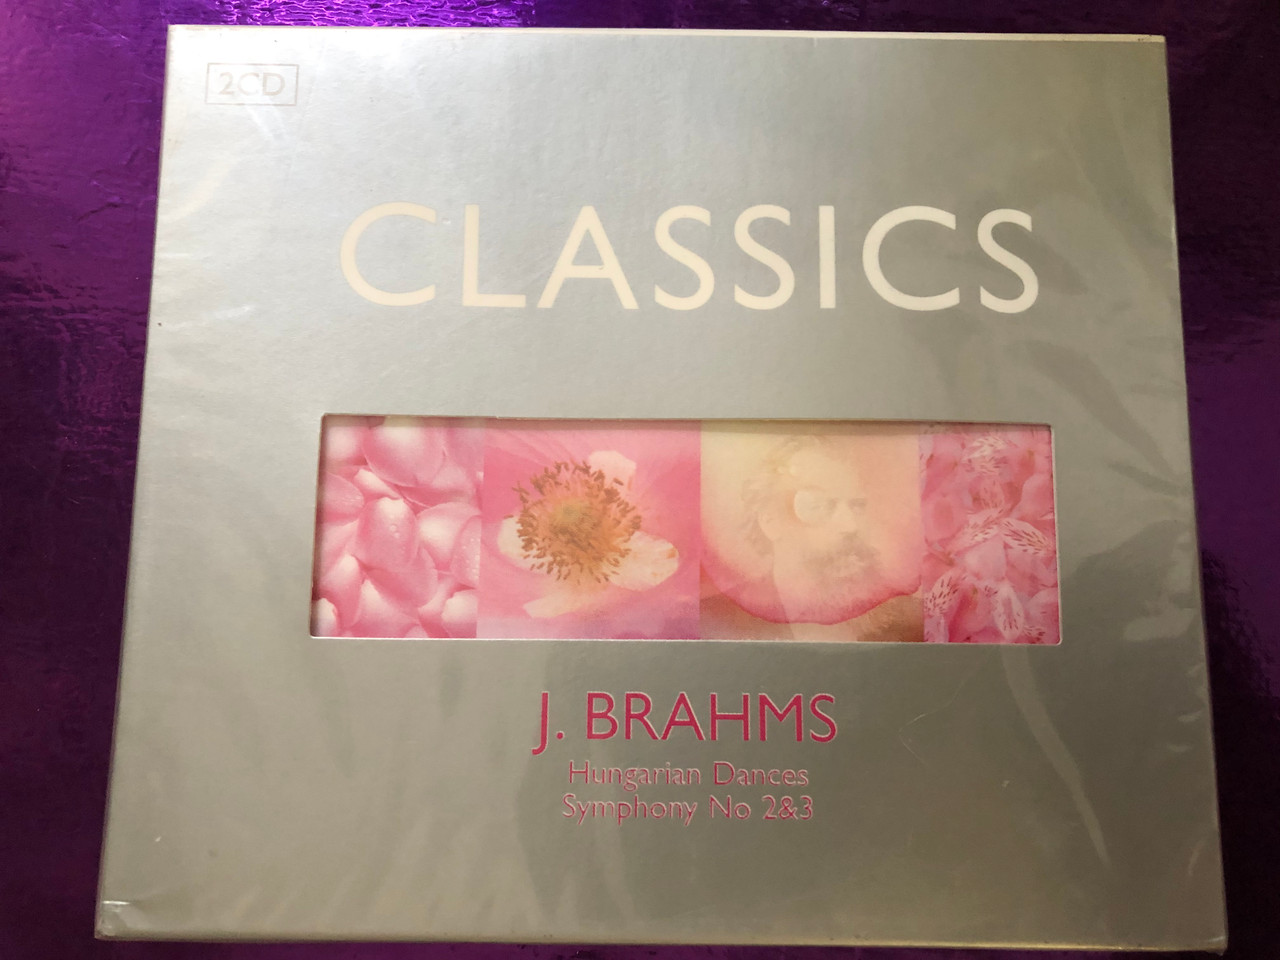 2CD
CLASSICS
J. BRAHMS
Hungarian Dances
Symphony No 2&3